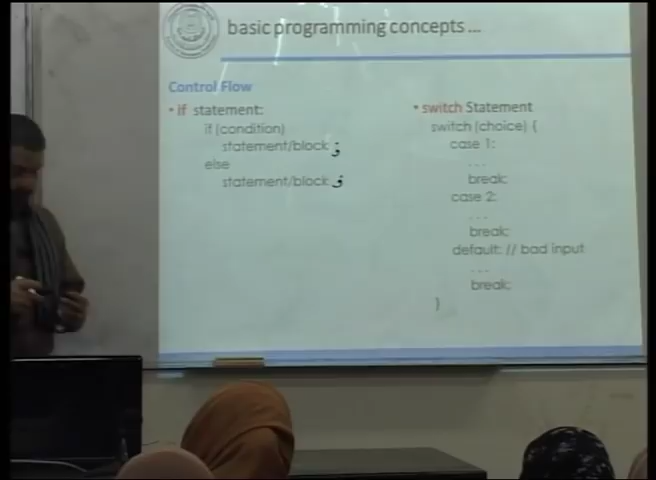 basic programming concepts ...
Control Flow
• If statement:
if (condition)
statement/block ;
else
statement/block ;
• switch Statement
switch (choice) {
case 1:
. . .
break;
case 2:
. . .
break;
default: // bad input
. . .
break;
}